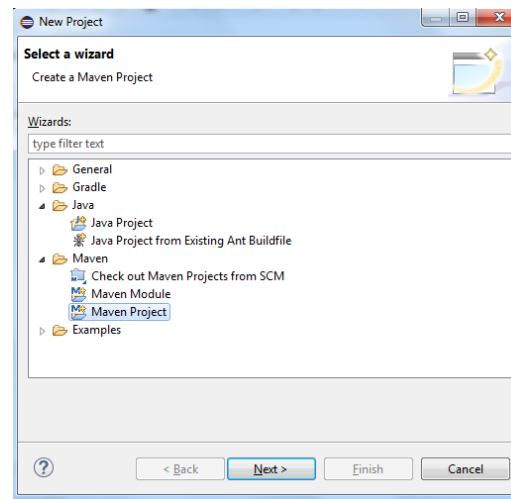 New Project
Select a wizard
Create a Maven Project
Wizards:
type filter text
General
Gradle
Java
Java Project
Java Project from Existing Ant Buildfile
Maven
Check out Maven Projects from SCM
Maven Module
Maven Project
Examples
? < Back Next > Finish Cancel